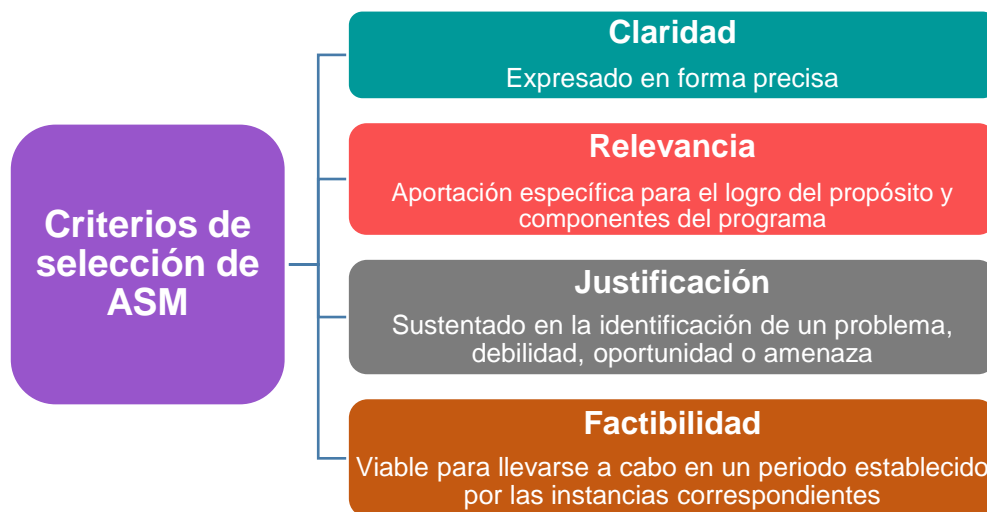 Criterios de
selección de
ASM
Claridad
Expresado en forma precisa
Relevancia
Aportación específica para el logro del propósito y
componentes del programa
Justificación
Sustentado en la identificación de un problema,
debilidad, oportunidad o amenaza
Factibilidad
Viable para llevarse a cabo en un periodo establecido
por las instancias correspondientes